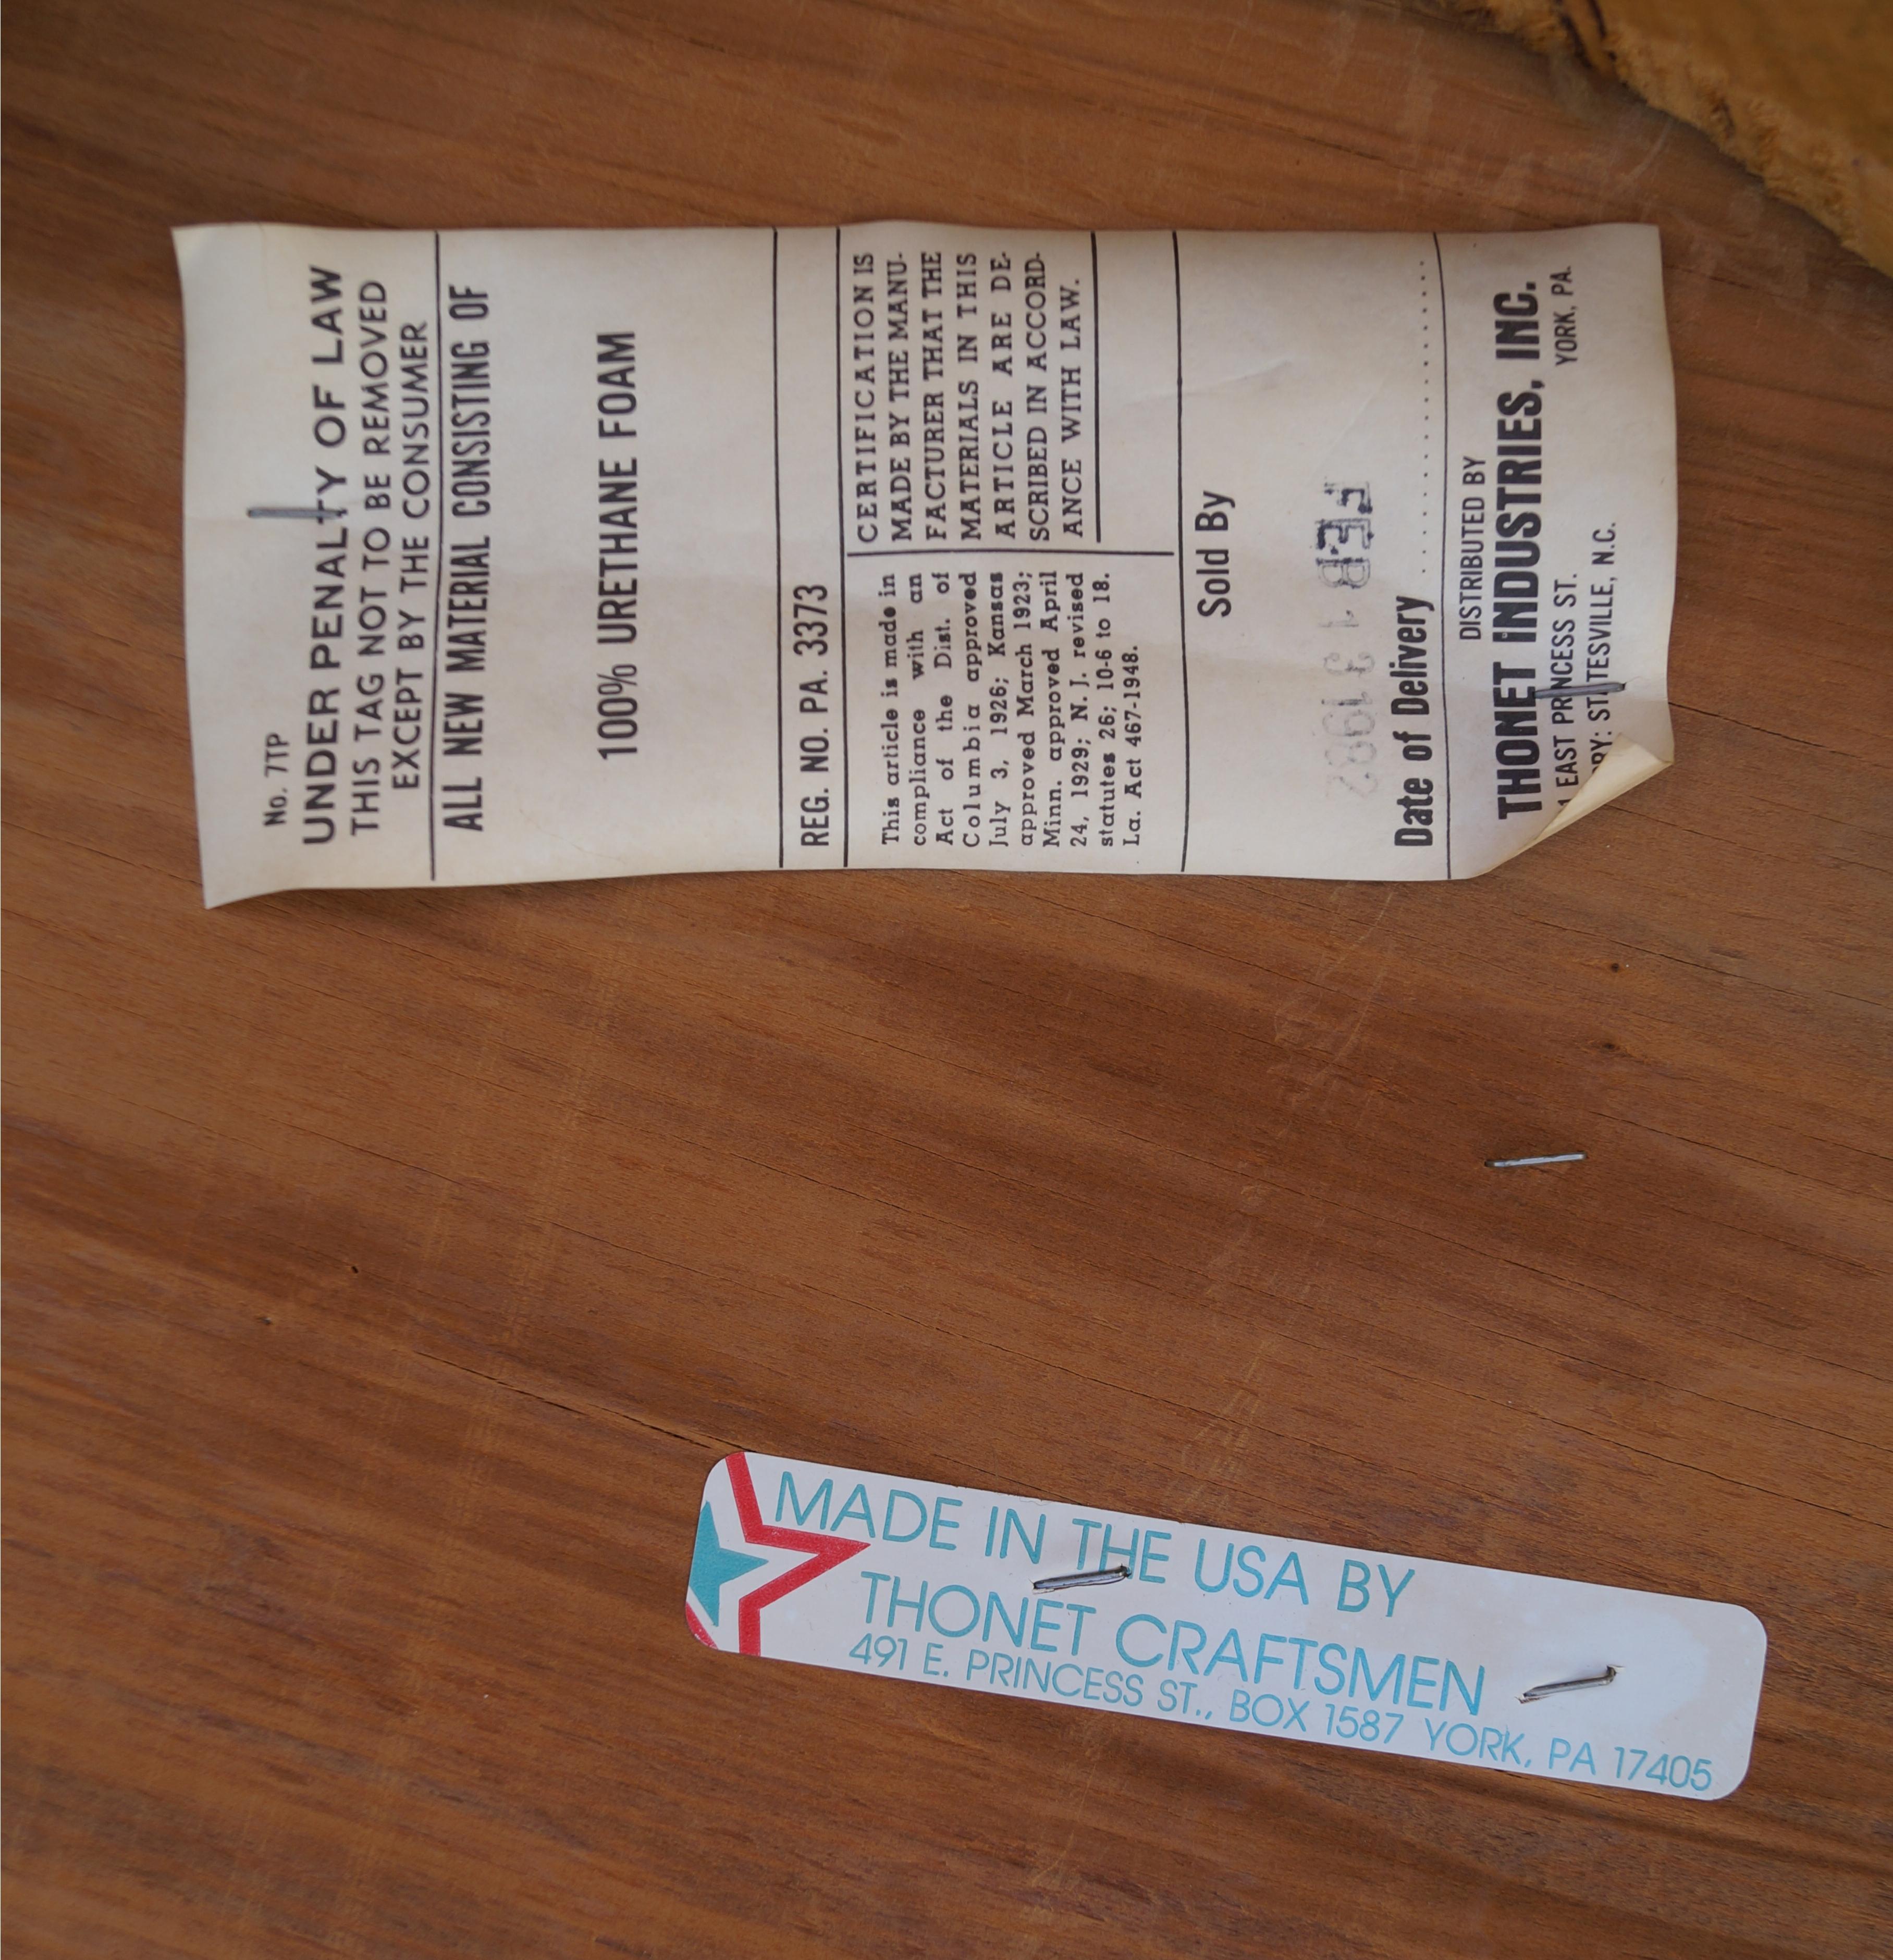 No. 7TP
UNDER PENALTY OF LAW
THIS TAG NOT TO BE REMOVED
EXCEPT BY THE CONSUMER
ALL NEW MATERIAL CONSISTING OF
100% URETHANE FOAM
REG. NO. PA. 3373
This article is made in
compliance with an
Act of the Dist. of
Columbia approved
July 3, 1926; Kansas
approved March 1923;
Minn. approved April
24, 1929; N. J. revised
statutes 26; 10-6 to 18.
La. Act 467-1948.
CERTIFICATION IS
MADE BY THE MANU-
FACTURER THAT THE
MATERIALS IN THIS
ARTICLE ARE DE-
SCRIBED IN ACCORD-
ANCE WITH LAW.
Sold By
FEB 1982
Date of Delivery
DISTRIBUTED BY
THONET INDUSTRIES, INC.
1 EAST PRINCESS ST. YORK, PA.
RY: STATESVILLE, N.C.
MADE IN THE USA BY
THONET CRAFTSMEN
491 E. PRINCESS ST., BOX 1587 YORK, PA 17405